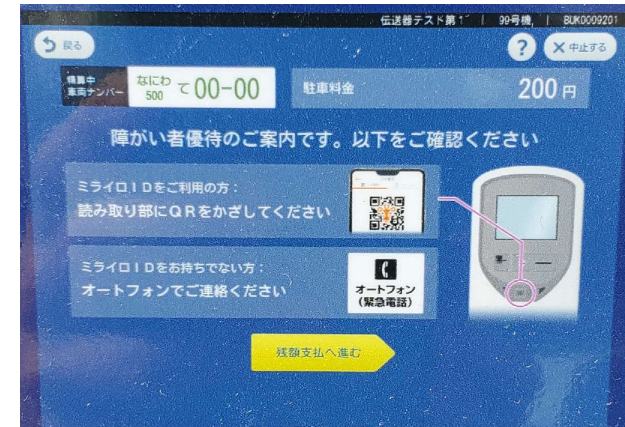 伝送器テスト第1 | 99号機, | BUK0009201
戻る
? × 中止する
精算中
車両ナンバー
なにわ
500
て 00-00
駐車料金
200 円
障がい者優待のご案内です。以下をご確認ください
ミライロIDをご利用の方:
読み取り部にQRをかざしてください
ミライロIDをお持ちでない方:
オートフォンでご連絡ください
オートフォン
(緊急電話)
残額支払へ進む